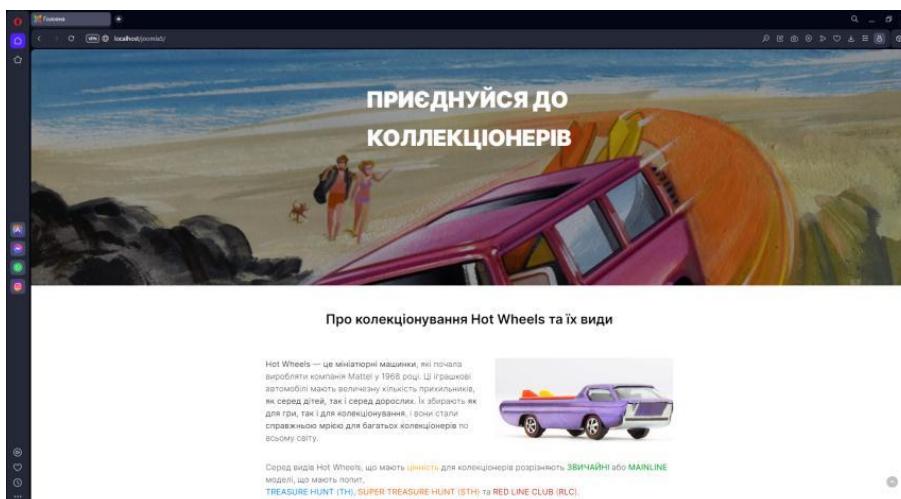 Головна
VPN
localhost/joomla5/
ПРИЄДНУЙСЯ ДО
КОЛЛЕКЦІОНЕРІВ
Про колекціонування Hot Wheels та їх види
Hot Wheels — це мініатюрні машинки, які почала
виробляти компанія Mattel у 1968 році. Ці іграшкові
автомобілі мають величезну кількість прихильників,
як серед дітей, так і серед дорослих. Їх збирають як
для гри, так і для колекціонування, і вони стали
справжньою мрією для багатьох колекціонерів по
всьому світу.
Серед видів Hot Wheels, що мають цінність для колекціонерів розрізняють ЗВИЧАЙНІ або MAINLINE
моделі, що мають попит,
TREASURE HUNT (TH), SUPER TREASURE HUNT (STH) та RED LINE CLUB (RLC).